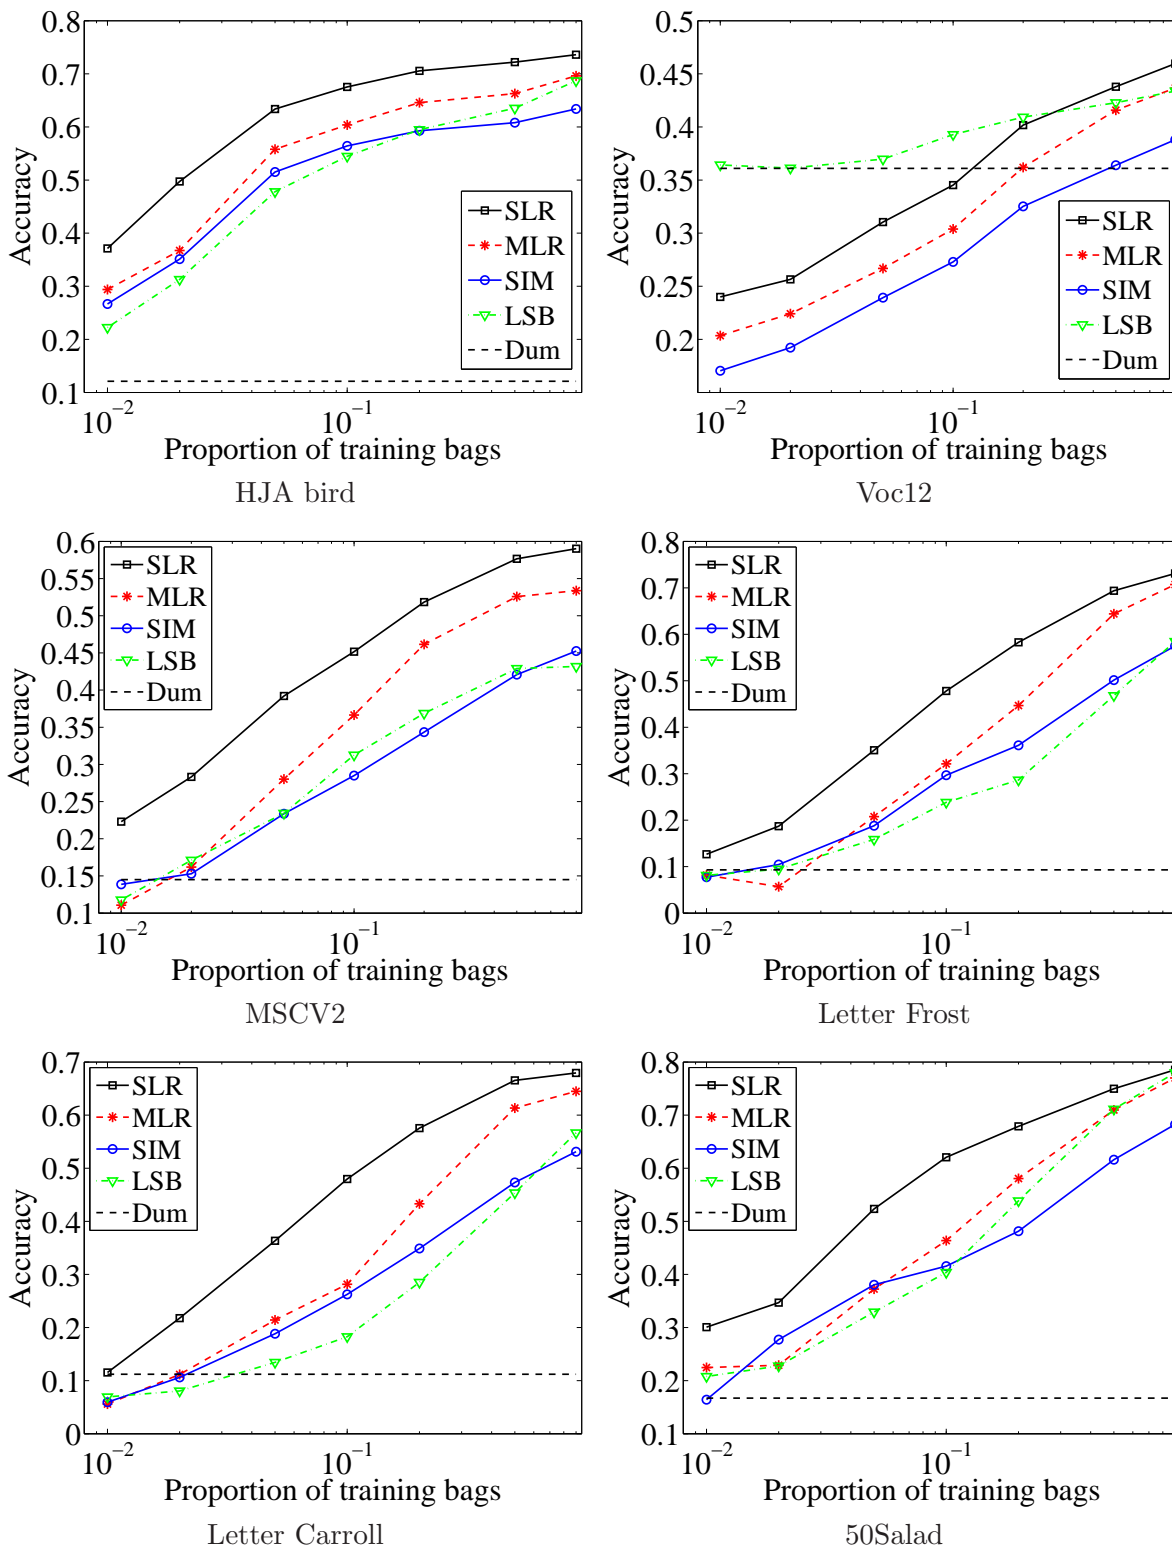 0.8
0.7
0.6
0.5
0.4
0.3
0.2
0.1
Accuracy
SLR
MLR
SIM
LSB
Dum
10−2
10−1
Proportion of training bags
HJA bird
0.45
0.4
0.35
0.3
0.25
0.2
Accuracy
SLR
MLR
SIM
LSB
Dum
10−2
10−1
Proportion of training bags
Voc12
0.6
0.55
0.5
0.45
0.4
0.35
0.3
0.25
0.2
0.15
0.1
Accuracy
SLR
MLR
SIM
LSB
Dum
10−2
10−1
Proportion of training bags
MSCV2
0.8
0.7
0.6
0.5
0.4
0.3
0.2
0.1
0
Accuracy
SLR
MLR
SIM
LSB
Dum
10−2
10−1
Proportion of training bags
Letter Frost
0.7
0.6
0.5
0.4
0.3
0.2
0.1
0
Accuracy
SLR
MLR
SIM
LSB
Dum
10−2
10−1
Proportion of training bags
Letter Carroll
0.8
0.7
0.6
0.5
0.4
0.3
0.2
0.1
Accuracy
SLR
MLR
SIM
LSB
Dum
10−2
10−1
Proportion of training bags
50Salad